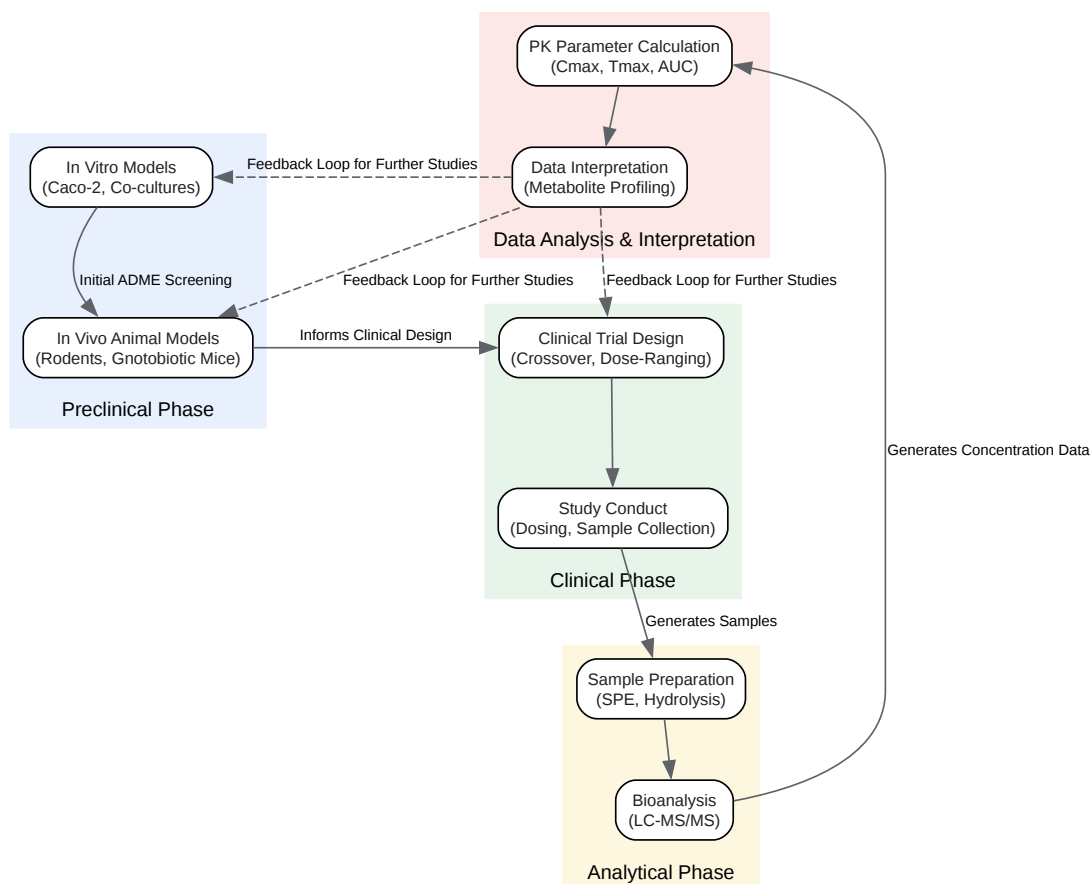 PK Parameter Calculation
(Cmax, Tmax, AUC)
In Vitro Models
(Caco-2, Co-cultures)
Feedback Loop for Further Studies
Data Interpretation
(Metabolite Profiling)
Data Analysis & Interpretation
Initial ADME Screening
Feedback Loop for Further Studies
Feedback Loop for Further Studies
In Vivo Animal Models
(Rodents, Gnotobiotic Mice)
Informs Clinical Design
Clinical Trial Design
(Crossover, Dose-Ranging)
Preclinical Phase
Generates Concentration Data
Study Conduct
(Dosing, Sample Collection)
Clinical Phase
Generates Samples
Sample Preparation
(SPE, Hydrolysis)
Bioanalysis
(LC-MS/MS)
Analytical Phase